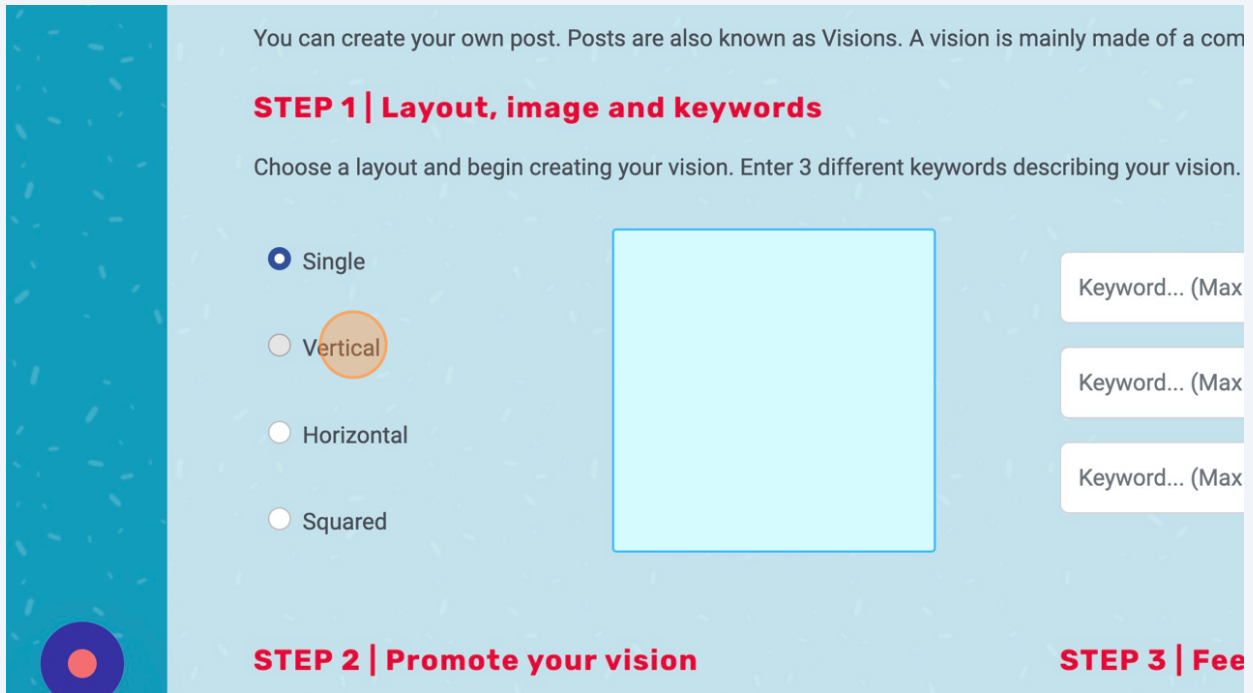 You can create your own post. Posts are also known as Visions. A vision is mainly made of a com
STEP 1 | Layout, image and keywords
Choose a layout and begin creating your vision. Enter 3 different keywords describing your vision.
Single
Vertical
Horizontal
Squared
Keyword... (Max
Keyword... (Max
Keyword... (Max
STEP 2 | Promote your vision
STEP 3 | Fee